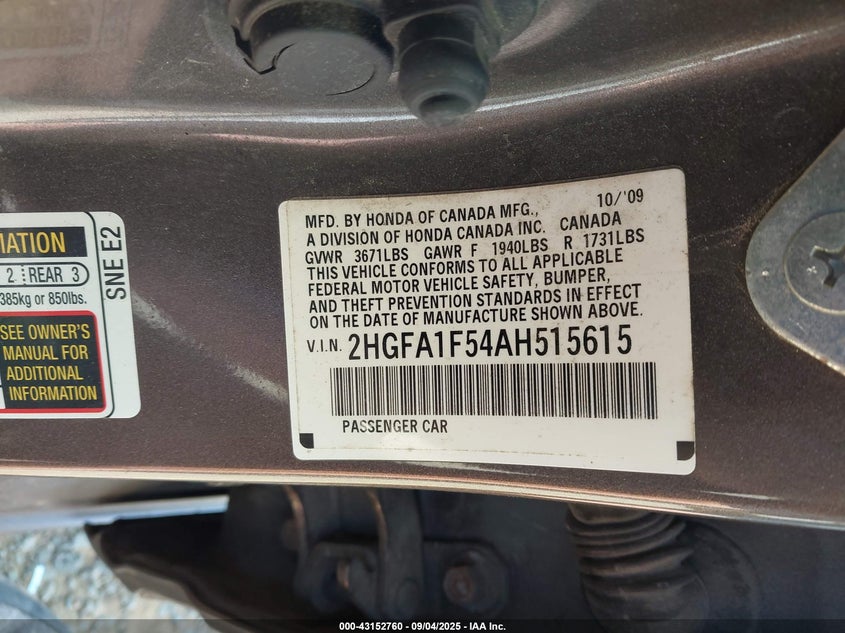 MATION
2 REAR 3
385kg or 850lbs.
SEE OWNER'S
MANUAL FOR
ADDITIONAL
INFORMATION
SNE E2
MFD. BY HONDA OF CANADA MFG., 10/'09
A DIVISION OF HONDA CANADA INC. CANADA
GVWR 3671LBS GAWR F 1940LBS R 1731LBS
THIS VEHICLE CONFORMS TO ALL APPLICABLE
FEDERAL MOTOR VEHICLE SAFETY, BUMPER,
AND THEFT PREVENTION STANDARDS IN EFFECT
ON THE DATE OF MANUFACTURE SHOWN ABOVE.
V.I.N. 2HGFA1F54AH515615
PASSENGER CAR
000-43152760 - 09/04/2025 - IAA Inc.